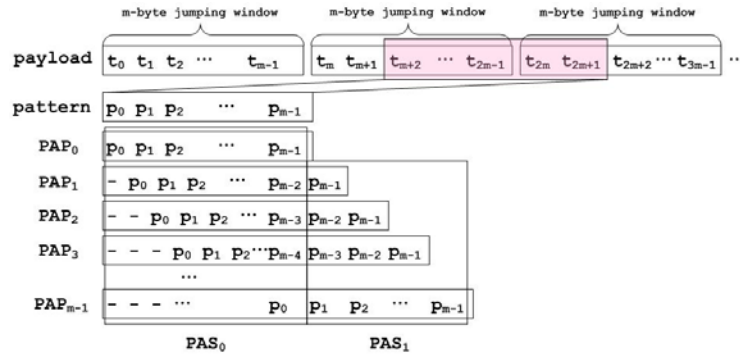 m-byte jumping window m-byte jumping window m-byte jumping window
payload t0 t1 t2 ... tm-1 tm tm+1 tm+2 ... t2m-1 t2m t2m+1 t2m+2 ... t3m-1 ..
pattern p0 p1 p2 ... pm-1
PAP0 p0 p1 p2 ... pm-1
PAP1 - p0 p1 p2 ... pm-2 pm-1
PAP2 - - p0 p1 p2 ... pm-3 pm-2 pm-1
PAP3 - - - p0 p1 p2 ... pm-4 pm-3 pm-2 pm-1
...
PAPm-1 - - - ... p0 p1 p2 ... pm-1
PAS0 PAS1